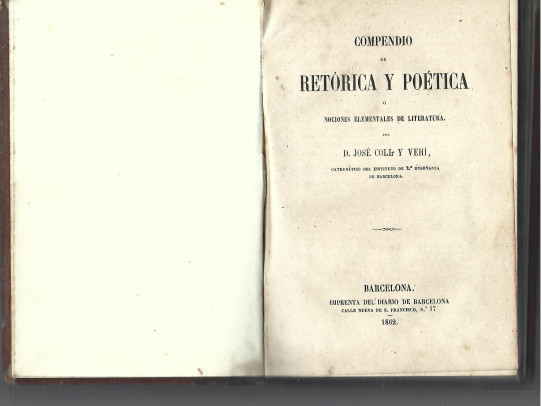 COMPENDIO
DE
RETÓRICA Y POÉTICA
Ó
NOCIONES ELEMENTALES DE LITERATURA.
POR
D. JOSÉ COLL Y VEHÍ,
CATEDRÁTICO DEL INSTITUTO DE 2.ª ENSEÑANZA
DE BARCELONA.
BARCELONA.
IMPRENTA DEL DIARIO DE BARCELONA
CALLE NUEVA DE S. FRANCISCO, N.º 17
1862.